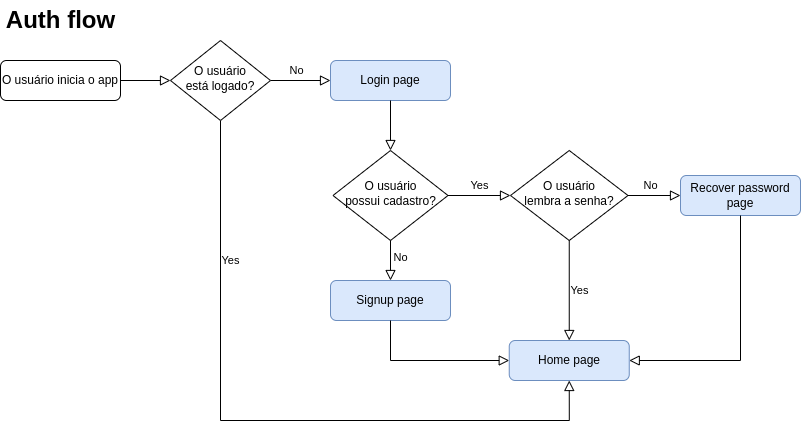 Auth flow
O usuário inicia o app
O usuário
está logado?
No
Login page
O usuário
possui cadastro?
Yes
O usuário
lembra a senha?
No
Recover password
page
Yes
No
Signup page
Yes
Home page